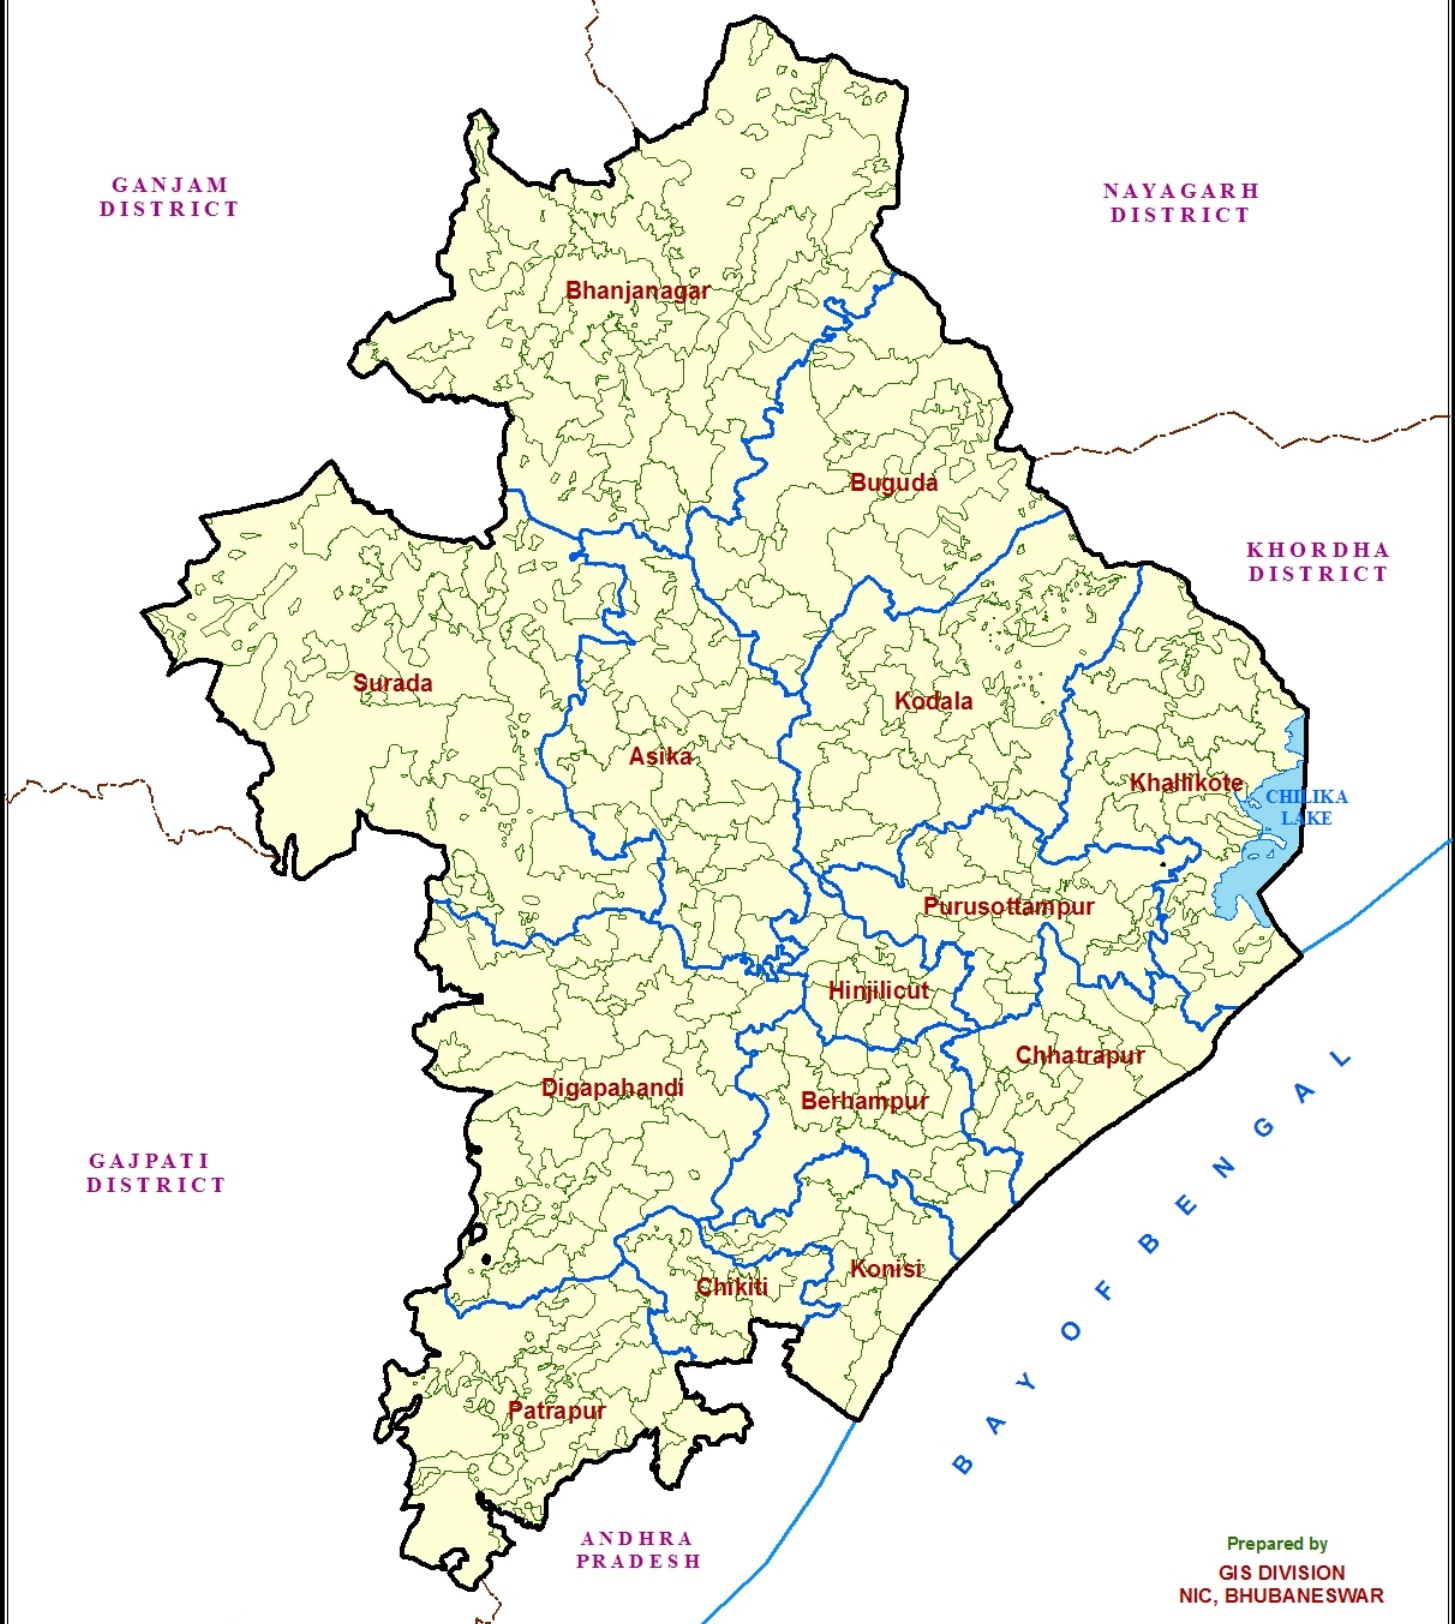 GANJAM
DISTRICT
NAYAGARH
DISTRICT
Bhanjanagar
Buguda
KHORDHA
DISTRICT
Surada
Kodala
Asika
Khallikote
CHILIKA
LAKE
Purusottampur
Hinjilicut
Chhatrapur
Digapahandi
Berhampur
GAJPATI
DISTRICT
BAY OF BENGAL
Konisi
Chikiti
Patrapur
ANDHRA
PRADESH
Prepared by
GIS DIVISION
NIC, BHUBANESWAR